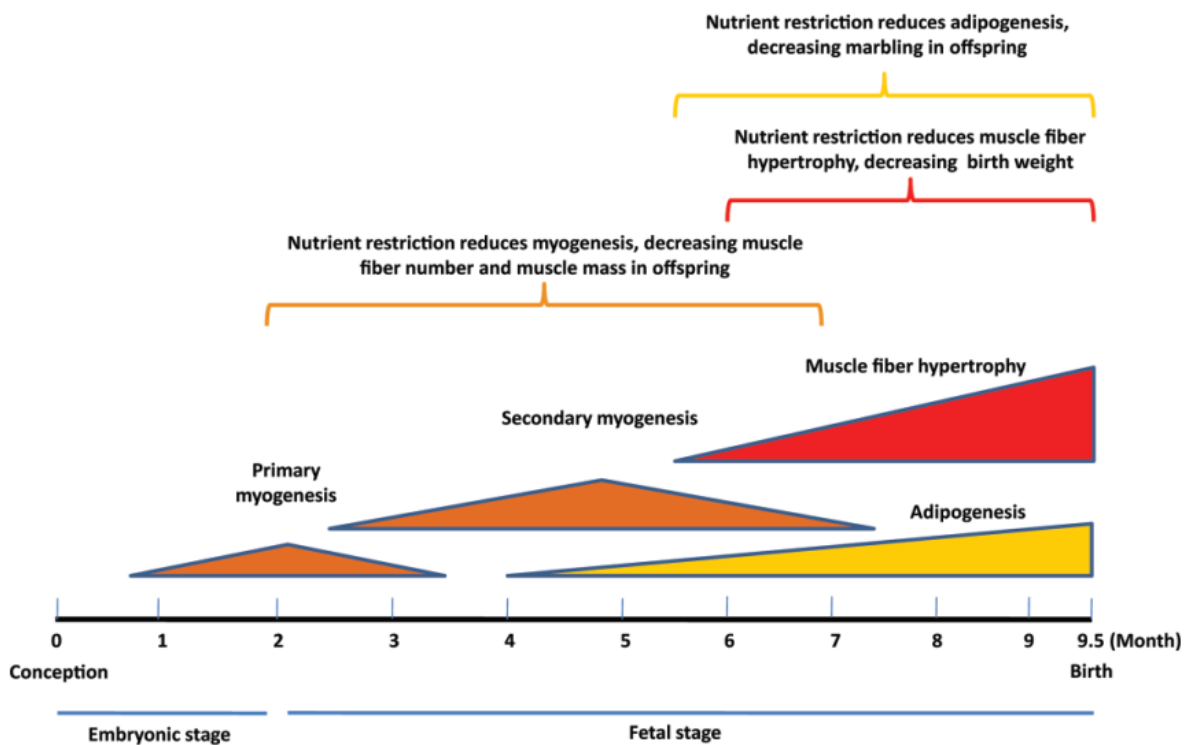 Nutrient restriction reduces adipogenesis,
decreasing marbling in offspring
Nutrient restriction reduces muscle fiber
hypertrophy, decreasing birth weight
Nutrient restriction reduces myogenesis, decreasing muscle
fiber number and muscle mass in offspring
Muscle fiber hypertrophy
Secondary myogenesis
Primary
myogenesis
Adipogenesis
0 1 2 3 4 5 6 7 8 9 9.5 (Month)
Conception Birth
Embryonic stage Fetal stage